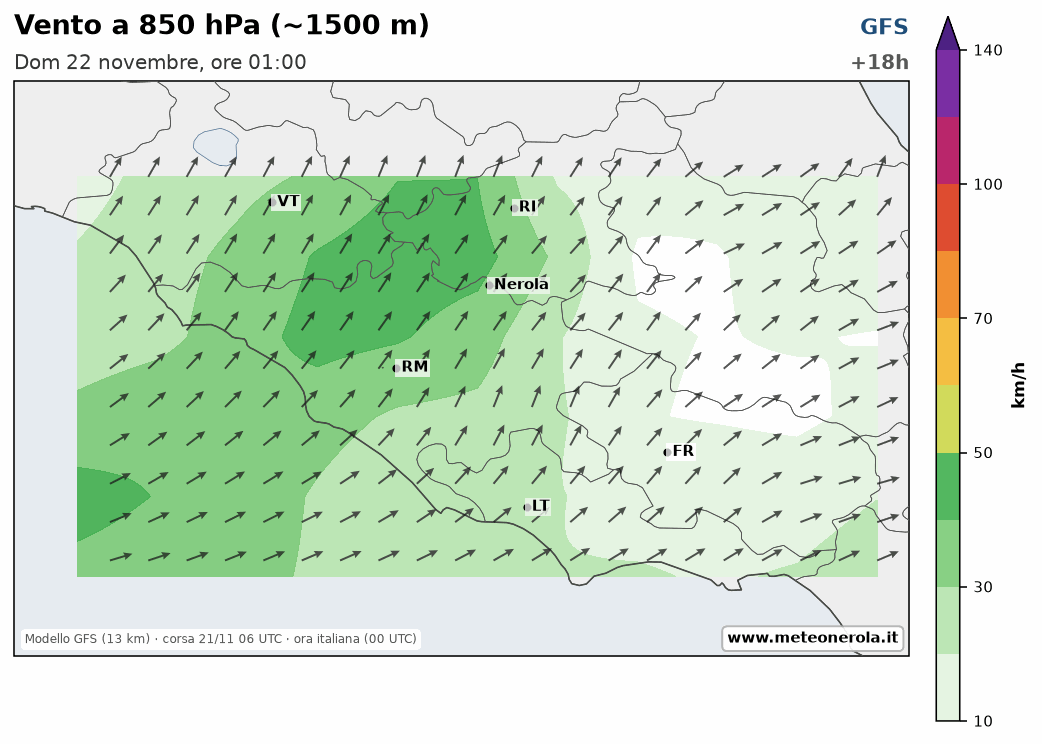 Vento a 850 hPa (~1500 m)
GFS
Dom 22 novembre, ore 01:00
+18h
140
100
70
50
30
10
km/h
VT
RI
Nerola
RM
FR
LT
Modello GFS (13 km) · corsa 21/11 06 UTC · ora italiana (00 UTC)
www.meteonerola.it